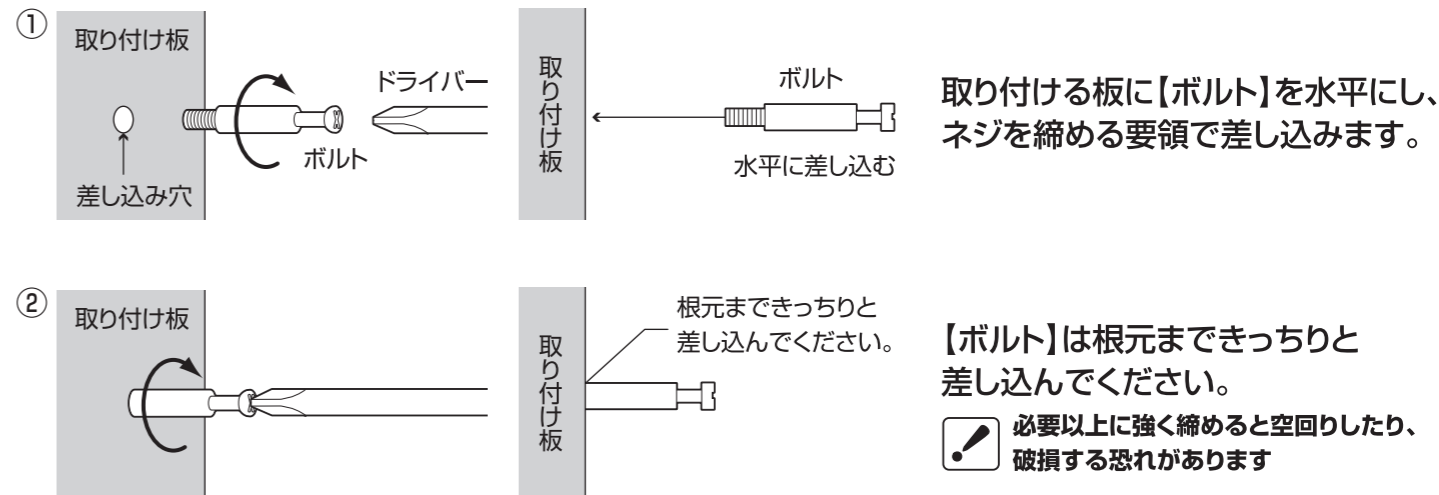 ①
取り付け板
ドライバー
ボルト
差し込み穴
取り付け板
ボルト
水平に差し込む
取り付ける板に【ボルト】を水平にし、
ネジを締める要領で差し込みます。
②
取り付け板
取り付け板
根元まできっちりと
差し込んでください。
【ボルト】は根元まできっちりと
差し込んでください。
必要以上に強く締めると空回りしたり、
破損する恐れがあります